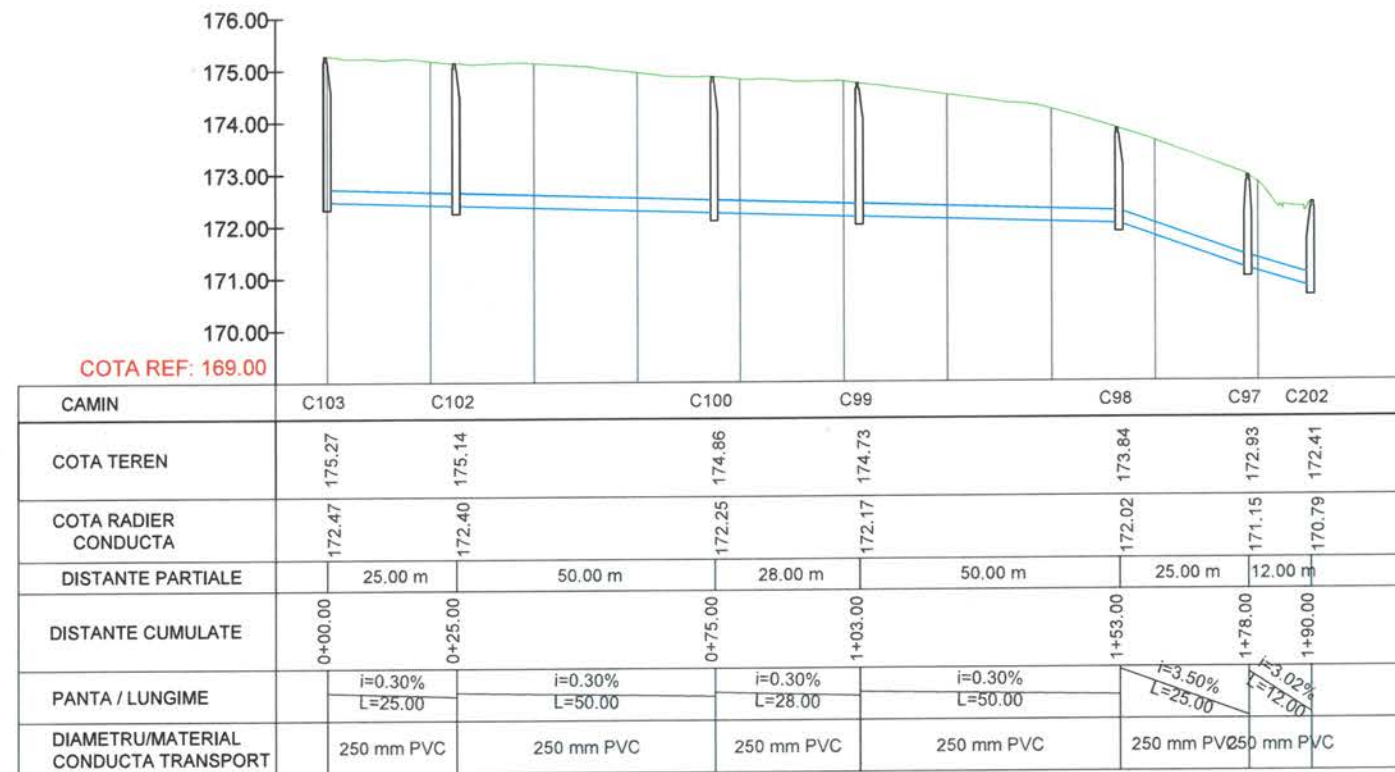 176.00
175.00
174.00
173.00
172.00
171.00
170.00
COTA REF: 169.00
CAMIN C103 C102 C100 C99 C98 C97 C202
COTA TEREN 175.27 175.14 174.86 174.73 173.84 172.93 172.41
COTA RADIER
CONDUCTA 172.47 172.40 172.25 172.17 172.02 171.15 170.79
DISTANTE PARTIALE 25.00 m 50.00 m 28.00 m 50.00 m 25.00 m 12.00 m
DISTANTE CUMULATE 0+00.00 0+25.00 0+75.00 1+03.00 1+53.00 1+78.00 1+90.00
i=0.30% i=0.30% i=0.30% i=0.30% i=3.50% i=3.02%
PANTA / LUNGIME
L=25.00 L=50.00 L=28.00 L=50.00 L=25.00 L=12.00
DIAMETRU/MATERIAL
CONDUCTA TRANSPORT 250 mm PVC 250 mm PVC 250 mm PVC 250 mm PVC 250 mm PVC 250 mm PVC